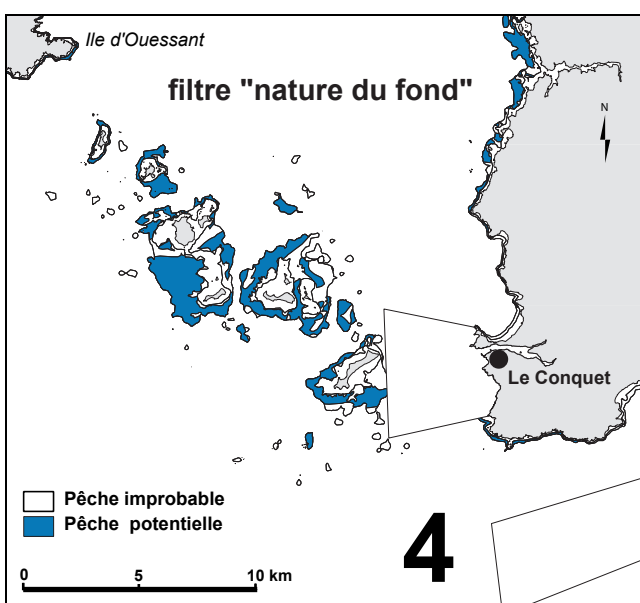 Ile d'Ouessant
filtre "nature du fond"
N
Le Conquet
Pêche improbable
Pêche potentielle
4
0 5 10 km